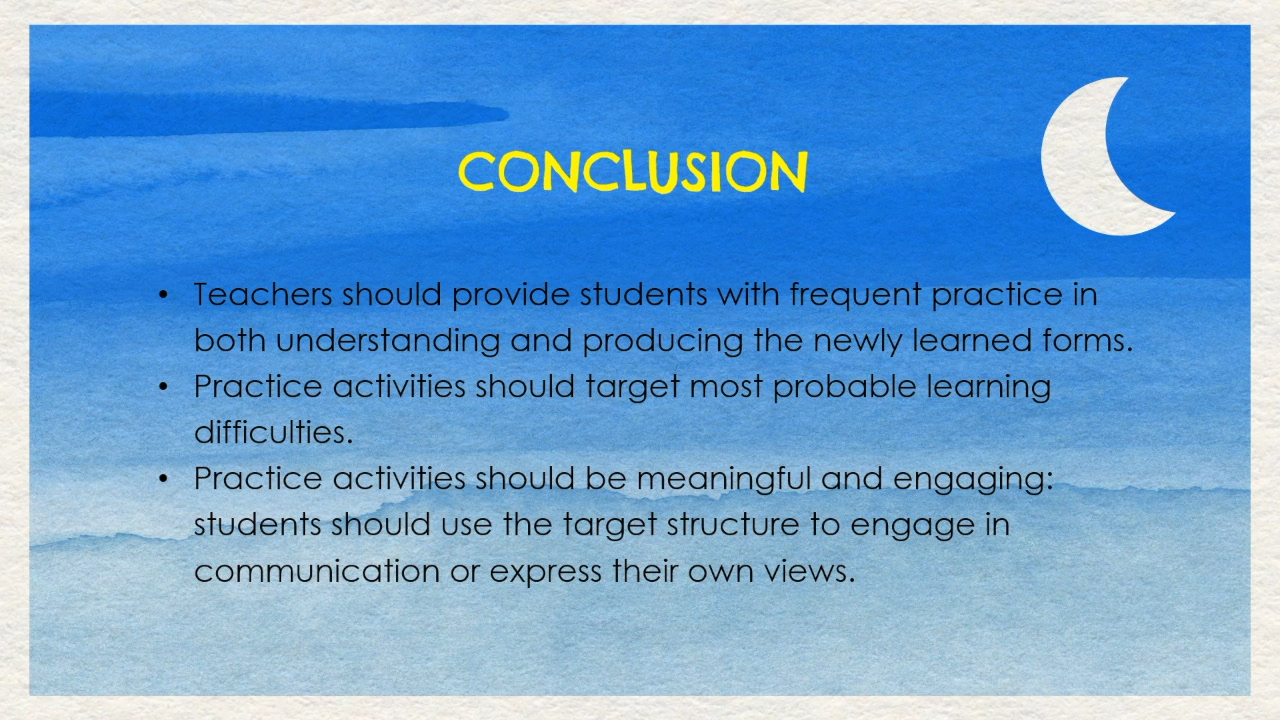 CONCLUSION
• Teachers should provide students with frequent practice in
both understanding and producing the newly learned forms.
• Practice activities should target most probable learning
difficulties.
• Practice activities should be meaningful and engaging:
students should use the target structure to engage in
communication or express their own views.